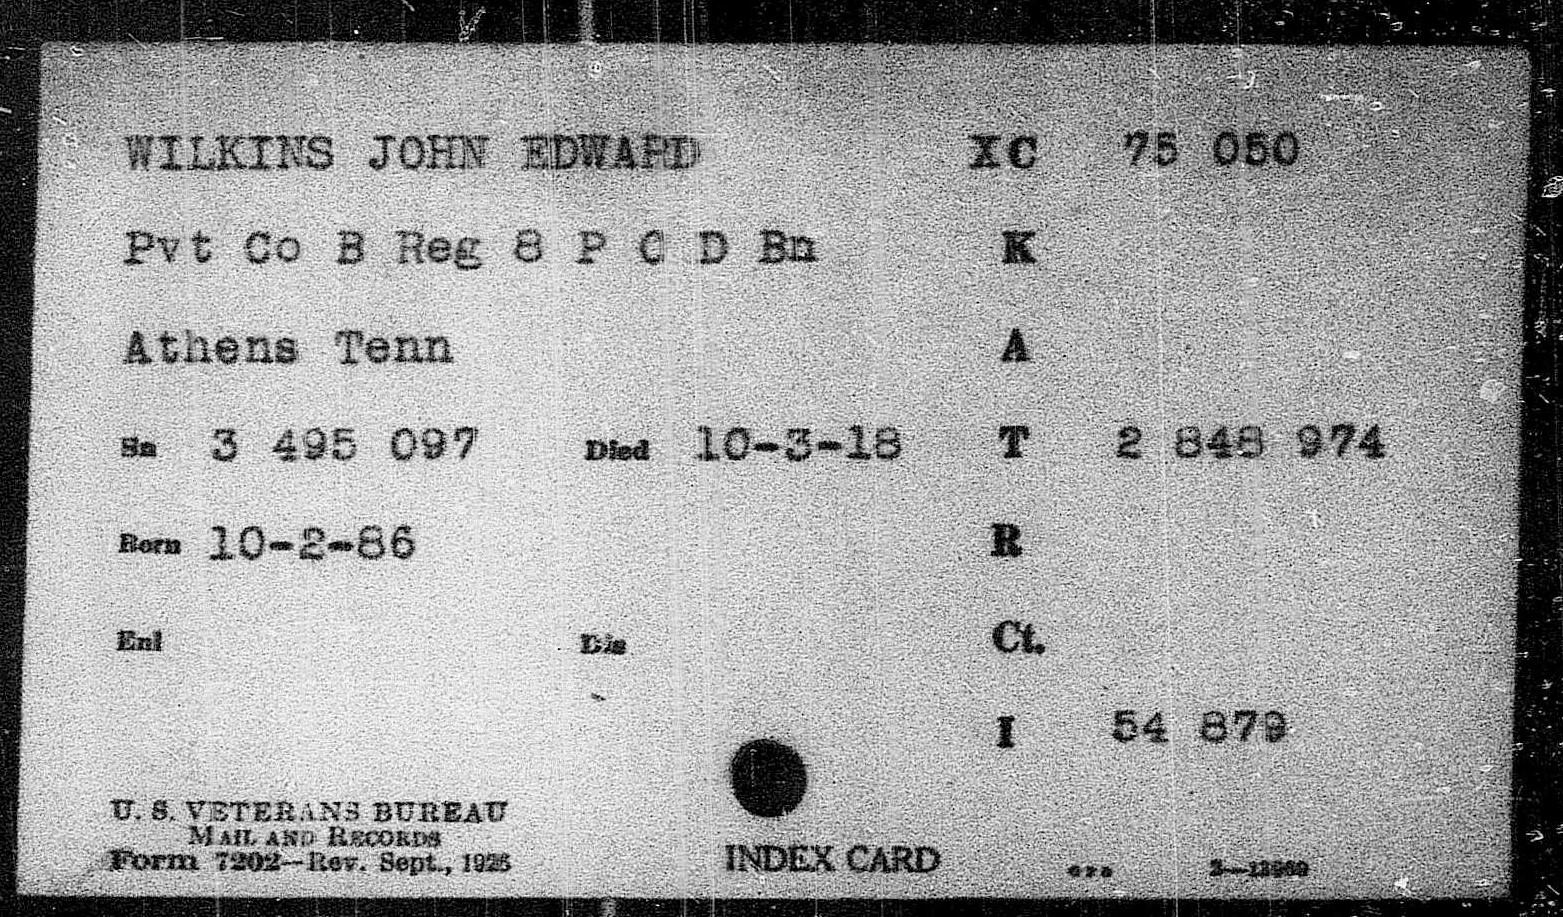 WILKINS JOHN EDWARD XC 75 050
Pvt Co B Reg 8 P C D Bn K
Athens Tenn A
Sn 3 495 097 Died 10-3-18 T 2 848 974
Born 10-2-86 R
Enl Dis Ct.
I 54 879
U. S. VETERANS BUREAU
MAIL AND RECORDS
Form 7202—Rev. Sept., 1925
INDEX CARD